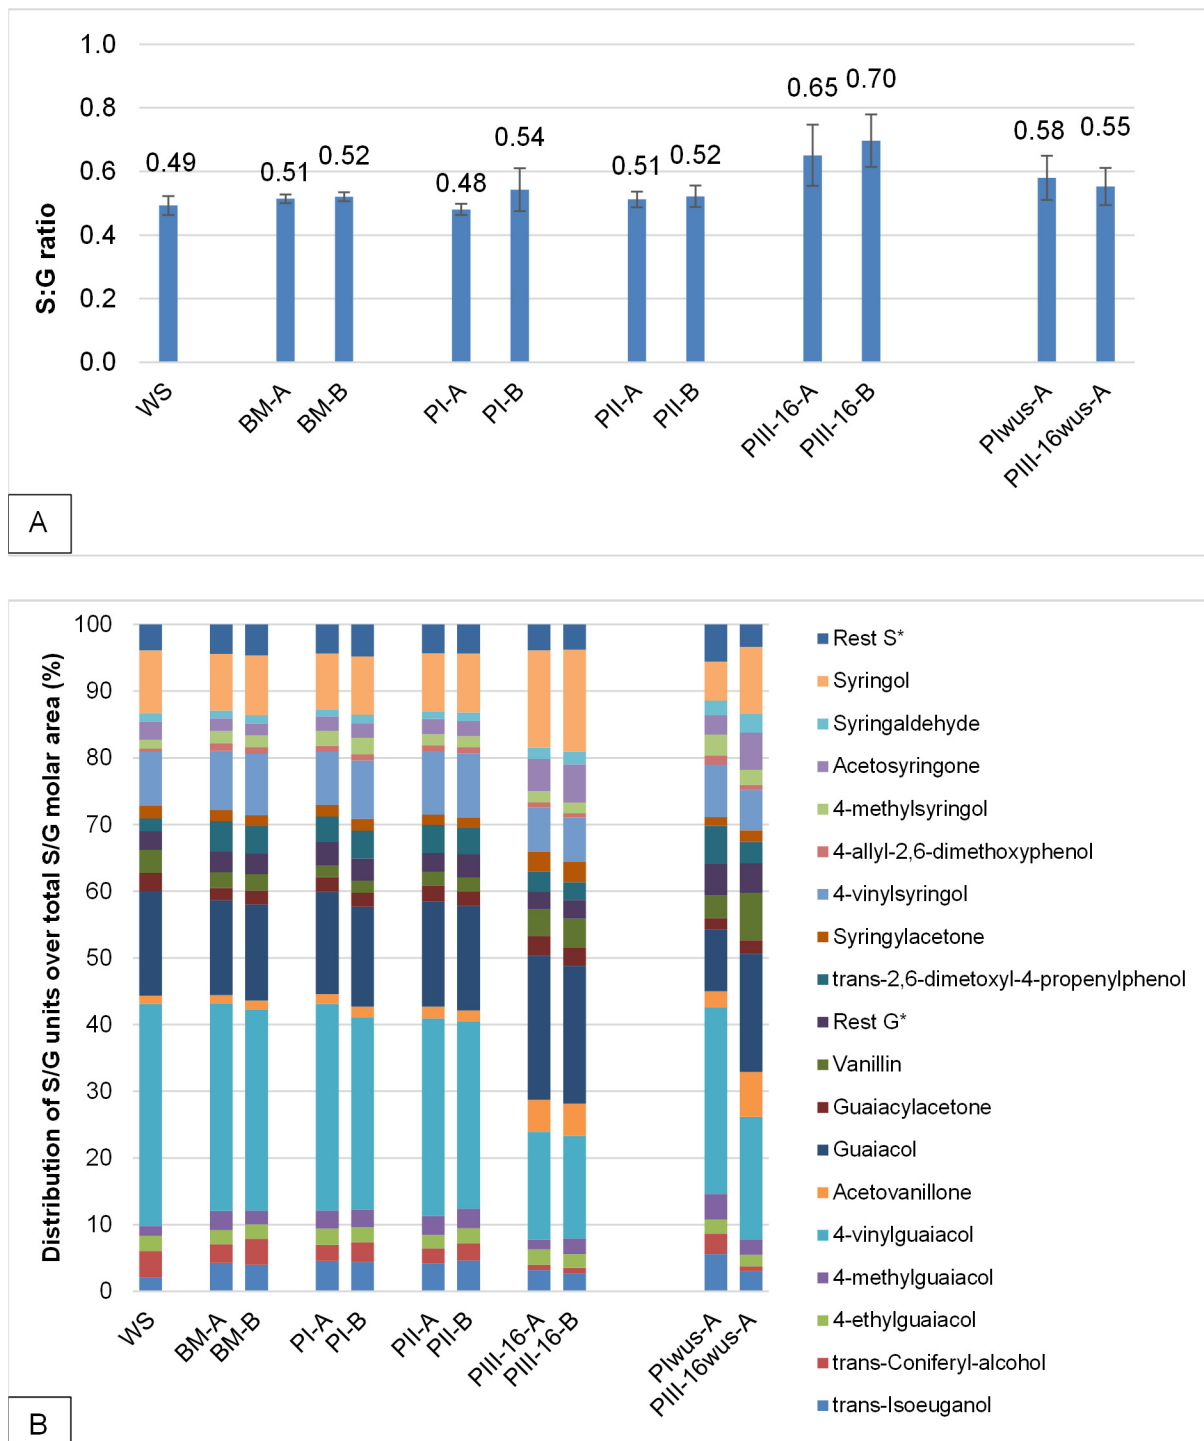 S:G ratio
1.0
0.8
0.6
0.4
0.2
0.0
0.49
0.51
0.52
0.48
0.54
0.51
0.52
0.65
0.70
0.58
0.55
WS
BM-A
BM-B
PI-A
PI-B
PII-A
PII-B
PIII-16-A
PIII-16-B
PIwus-A
PIII-16wus-A
A
Distribution of S/G units over total S/G molar area (%)
100
90
80
70
60
50
40
30
20
10
0
WS
BM-A
BM-B
PI-A
PI-B
PII-A
PII-B
PIII-16-A
PIII-16-B
PIwus-A
PIII-16wus-A
Rest S*
Syringol
Syringaldehyde
Acetosyringone
4-methylsyringol
4-allyl-2,6-dimethoxyphenol
4-vinylsyringol
Syringylacetone
trans-2,6-dimetoxyl-4-propenylphenol
Rest G*
Vanillin
Guaiacylacetone
Guaiacol
Acetovanillone
4-vinylguaiacol
4-methylguaiacol
4-ethylguaiacol
trans-Coniferyl-alcohol
trans-Isoeuganol
B